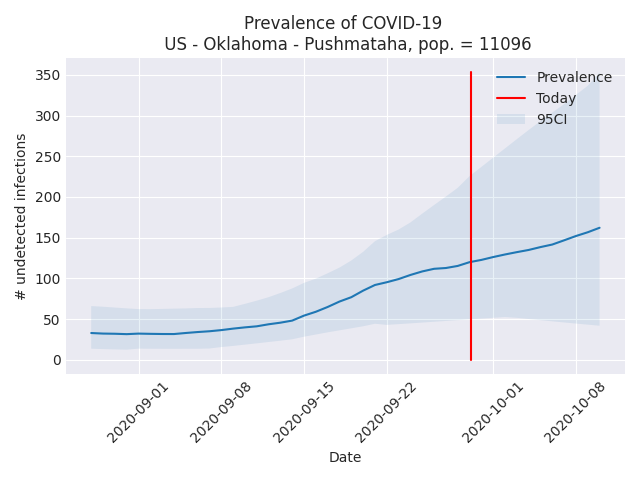 Prevalence of COVID-19
US - Oklahoma - Pushmataha, pop. = 11096
Prevalence
Today
95CI
350
300
250
200
150
100
50
0
# undetected infections
2020-09-01
2020-09-08
2020-09-15
2020-09-22
2020-10-01
2020-10-08
Date